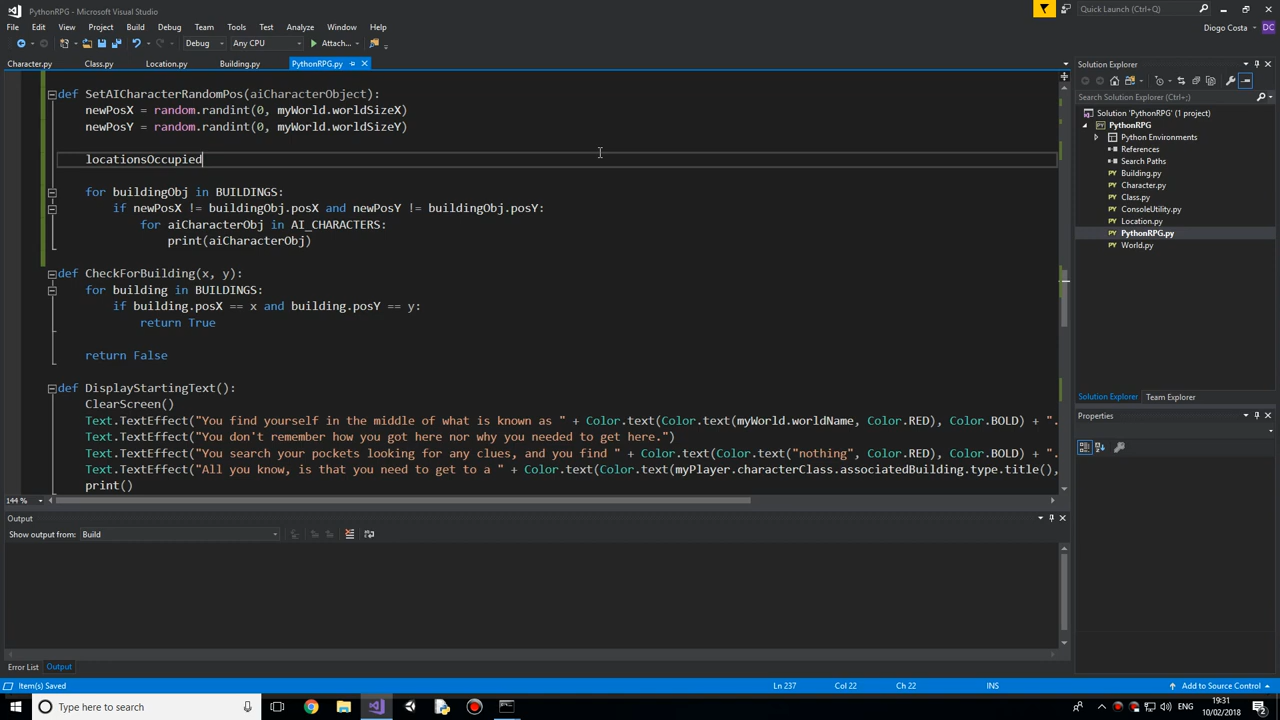 PythonRPG - Microsoft Visual Studio
Quick Launch (Ctrl+Q)
File Edit View Project Build Debug Team Tools Test Analyze Window Help
Diogo Costa DC
Debug Any CPU Attach...
Character.py Class.py Location.py Building.py PythonRPG.py
def SetAICharacterRandomPos(aiCharacterObject):
newPosX = random.randint(0, myWorld.worldSizeX)
newPosY = random.randint(0, myWorld.worldSizeY)
locationsOccupied
for buildingObj in BUILDINGS:
if newPosX != buildingObj.posX and newPosY != buildingObj.posY:
for aiCharacterObj in AI_CHARACTERS:
print(aiCharacterObj)
def CheckForBuilding(x, y):
for building in BUILDINGS:
if building.posX == x and building.posY == y:
return True
return False
def DisplayStartingText():
ClearScreen()
Text.TextEffect("You find yourself in the middle of what is known as " + Color.text(Color.text(myWorld.worldName, Color.RED), Color.BOLD) + ".
Text.TextEffect("You don't remember how you got here nor why you needed to get here.")
Text.TextEffect("You search your pockets looking for any clues, and you find " + Color.text(Color.text("nothing", Color.RED), Color.BOLD) + ".
Text.TextEffect("All you know, is that you need to get to a " + Color.text(Color.text(myPlayer.characterClass.associatedBuilding.type.title(),
print()
144 %
Output
Show output from: Build
Error List Output
Solution Explorer
Search Solution Explorer (Ctrl+ç)
Solution 'PythonRPG' (1 project)
PythonRPG
Python Environments
References
Search Paths
Building.py
Character.py
Class.py
ConsoleUtility.py
Location.py
PythonRPG.py
World.py
Solution Explorer Team Explorer
Properties
Item(s) Saved Ln 237 Col 22 Ch 22 INS Add to Source Control
Type here to search
ENG
19:31
10/02/2018
2